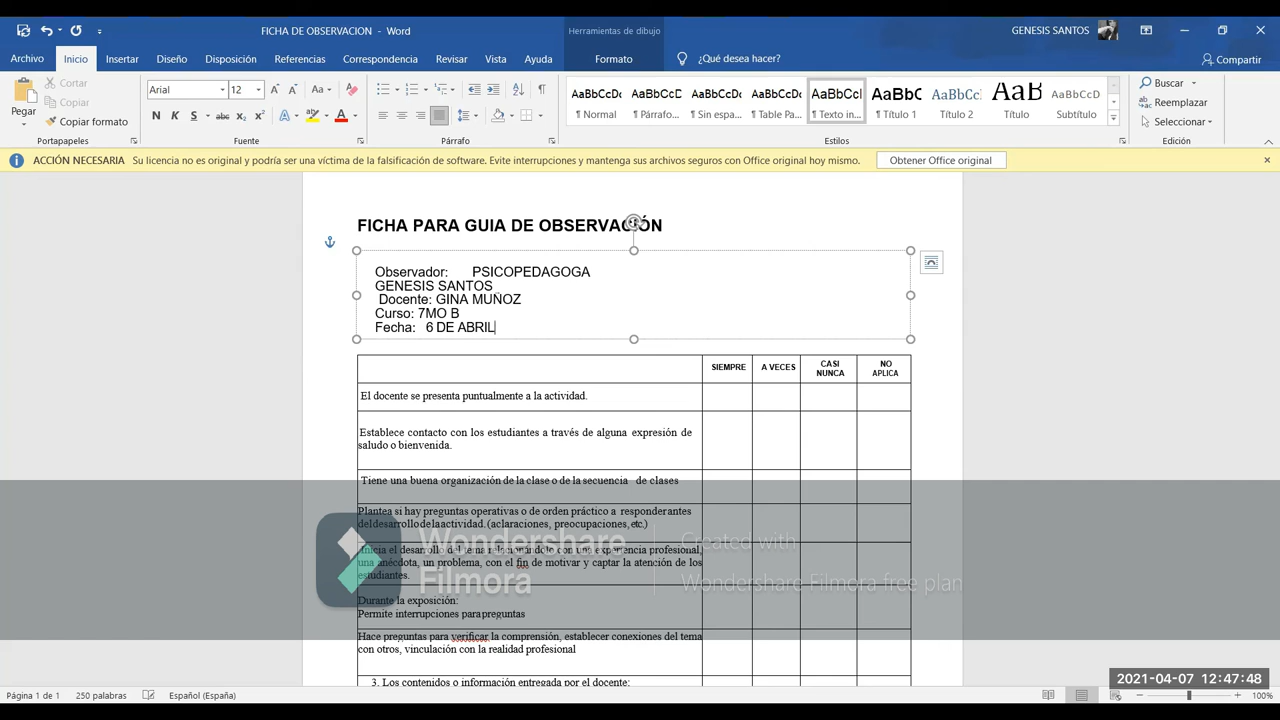 FICHA DE OBSERVACION - Word
Herramientas de dibujo
GENESIS SANTOS
Archivo Inicio Insertar Diseño Disposición Referencias Correspondencia Revisar Vista Ayuda Formato ¿Qué desea hacer? Compartir
Pegar
Cortar
Copiar
Copiar formato
Portapapeles
Arial 12
Fuente
Párrafo
AaBbCcDc AaBbCcDc AaBbCcDc AaBbCcDc AaBbCcI AaBbC AaBbCcD AaB AaBbCcD
¶ Normal ¶ Párrafo... ¶ Sin espa... ¶ Table Pa... ¶ Texto in... ¶ Título 1 Título 2 Título Subtítulo
Estilos
Buscar
Reemplazar
Seleccionar
Edición
ACCIÓN NECESARIA Su licencia no es original y podría ser una víctima de la falsificación de software. Evite interrupciones y mantenga sus archivos seguros con Office original hoy mismo. Obtener Office original
FICHA PARA GUIA DE OBSERVACIÓN
Observador: PSICOPEDAGOGA
GENESIS SANTOS
Docente: GINA MUÑOZ
Curso: 7MO B
Fecha: 6 DE ABRIL
SIEMPRE A VECES CASI NUNCA NO APLICA
El docente se presenta puntualmente a la actividad.
Establece contacto con los estudiantes a través de alguna expresión de
saludo o bienvenida.
Tiene una buena organización de la clase o de la secuencia de clases
Plantea si hay preguntas operativas o de orden práctico a responder antes
del desarrollo de la actividad. (aclaraciones, preocupaciones, etc.)
Inicia el desarrollo del tema relacionándolo con una experiencia profesional,
una anécdota, un problema, con el fin de motivar y captar la atención de los
estudiantes.
Durante la exposición:
Permite interrupciones para preguntas
Hace preguntas para verificar la comprensión, establecer conexiones del tema
con otros, vinculación con la realidad profesional
3. Los contenidos o información entregada por el docente:
Wondershare
Filmora
Created with
Wondershare Filmora free plan
2021-04-07 12:47:48
Página 1 de 1 250 palabras Español (España) 100%